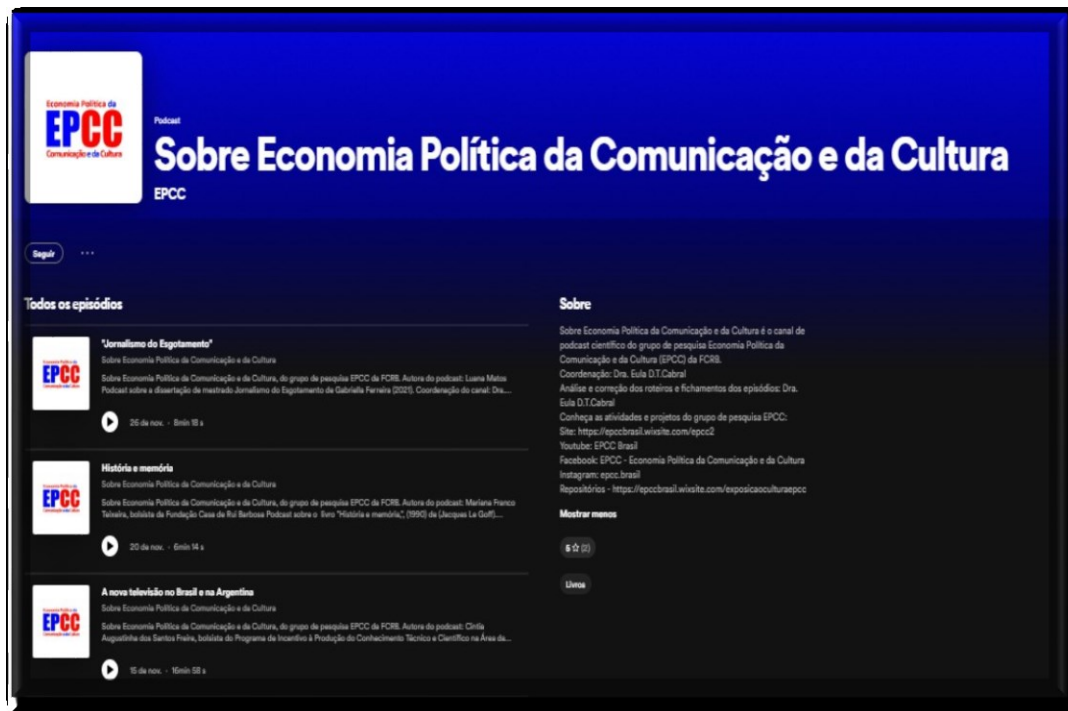 Economia Política da
EPCC
Comunicação e da Cultura
Podcast
Sobre Economia Política da Comunicação e da Cultura
EPCC
Seguir
Todos os episódios
"Jornalismo do Esgotamento"
Sobre Economia Política da Comunicação e da Cultura
EPCC
Sobre Economia Política da Comunicação e da Cultura, do grupo de pesquisa EPCC da FCRB. Autora do podcast: Luana Matos
Podcast sobre a dissertação de mestrado Jornalismo do Esgotamento de Gabriella Ferreira (2021). Coordenação do canal: Dra....
26 de nov. · 8min 18 s
História e memória
Sobre Economia Política da Comunicação e da Cultura
EPCC
Sobre Economia Política da Comunicação e da Cultura, do grupo de pesquisa EPCC da FCRB. Autora do podcast: Mariana Franco
Teixeira, bolsista da Fundação Casa de Rui Barbosa Podcast sobre o livro "História e memória,", (1990) de (Jacques Le Goff)....
20 de nov. · 6min 14 s
A nova televisão no Brasil e na Argentina
Sobre Economia Política da Comunicação e da Cultura
EPCC
Sobre Economia Política da Comunicação e da Cultura, do grupo de pesquisa EPCC da FCRB. Autora do podcast: Cintia
Augustinha dos Santos Freire, bolsista do Programa de Incentivo à Produção do Conhecimento Técnico e Científico na Área da...
15 de nov. · 16min 58 s
Sobre
Sobre Economia Política da Comunicação e da Cultura é o canal de
podcast científico do grupo de pesquisa Economia Política da
Comunicação e da Cultura (EPCC) da FCRB.
Coordenação: Dra. Eula D.T.Cabral
Análise e correção dos roteiros e fichamentos dos episódios: Dra.
Eula D.T.Cabral
Conheça as atividades e projetos do grupo de pesquisa EPCC:
Site: https://epccbrasil.wixsite.com/epcc2
Youtube: EPCC Brasil
Facebook: EPCC - Economia Política da Comunicação e da Cultura
Instagram: epcc.brasil
Repositórios - https://epccbrasil.wixsite.com/exposicaoculturaepcc
Mostrar menos
5 (2)
Livros